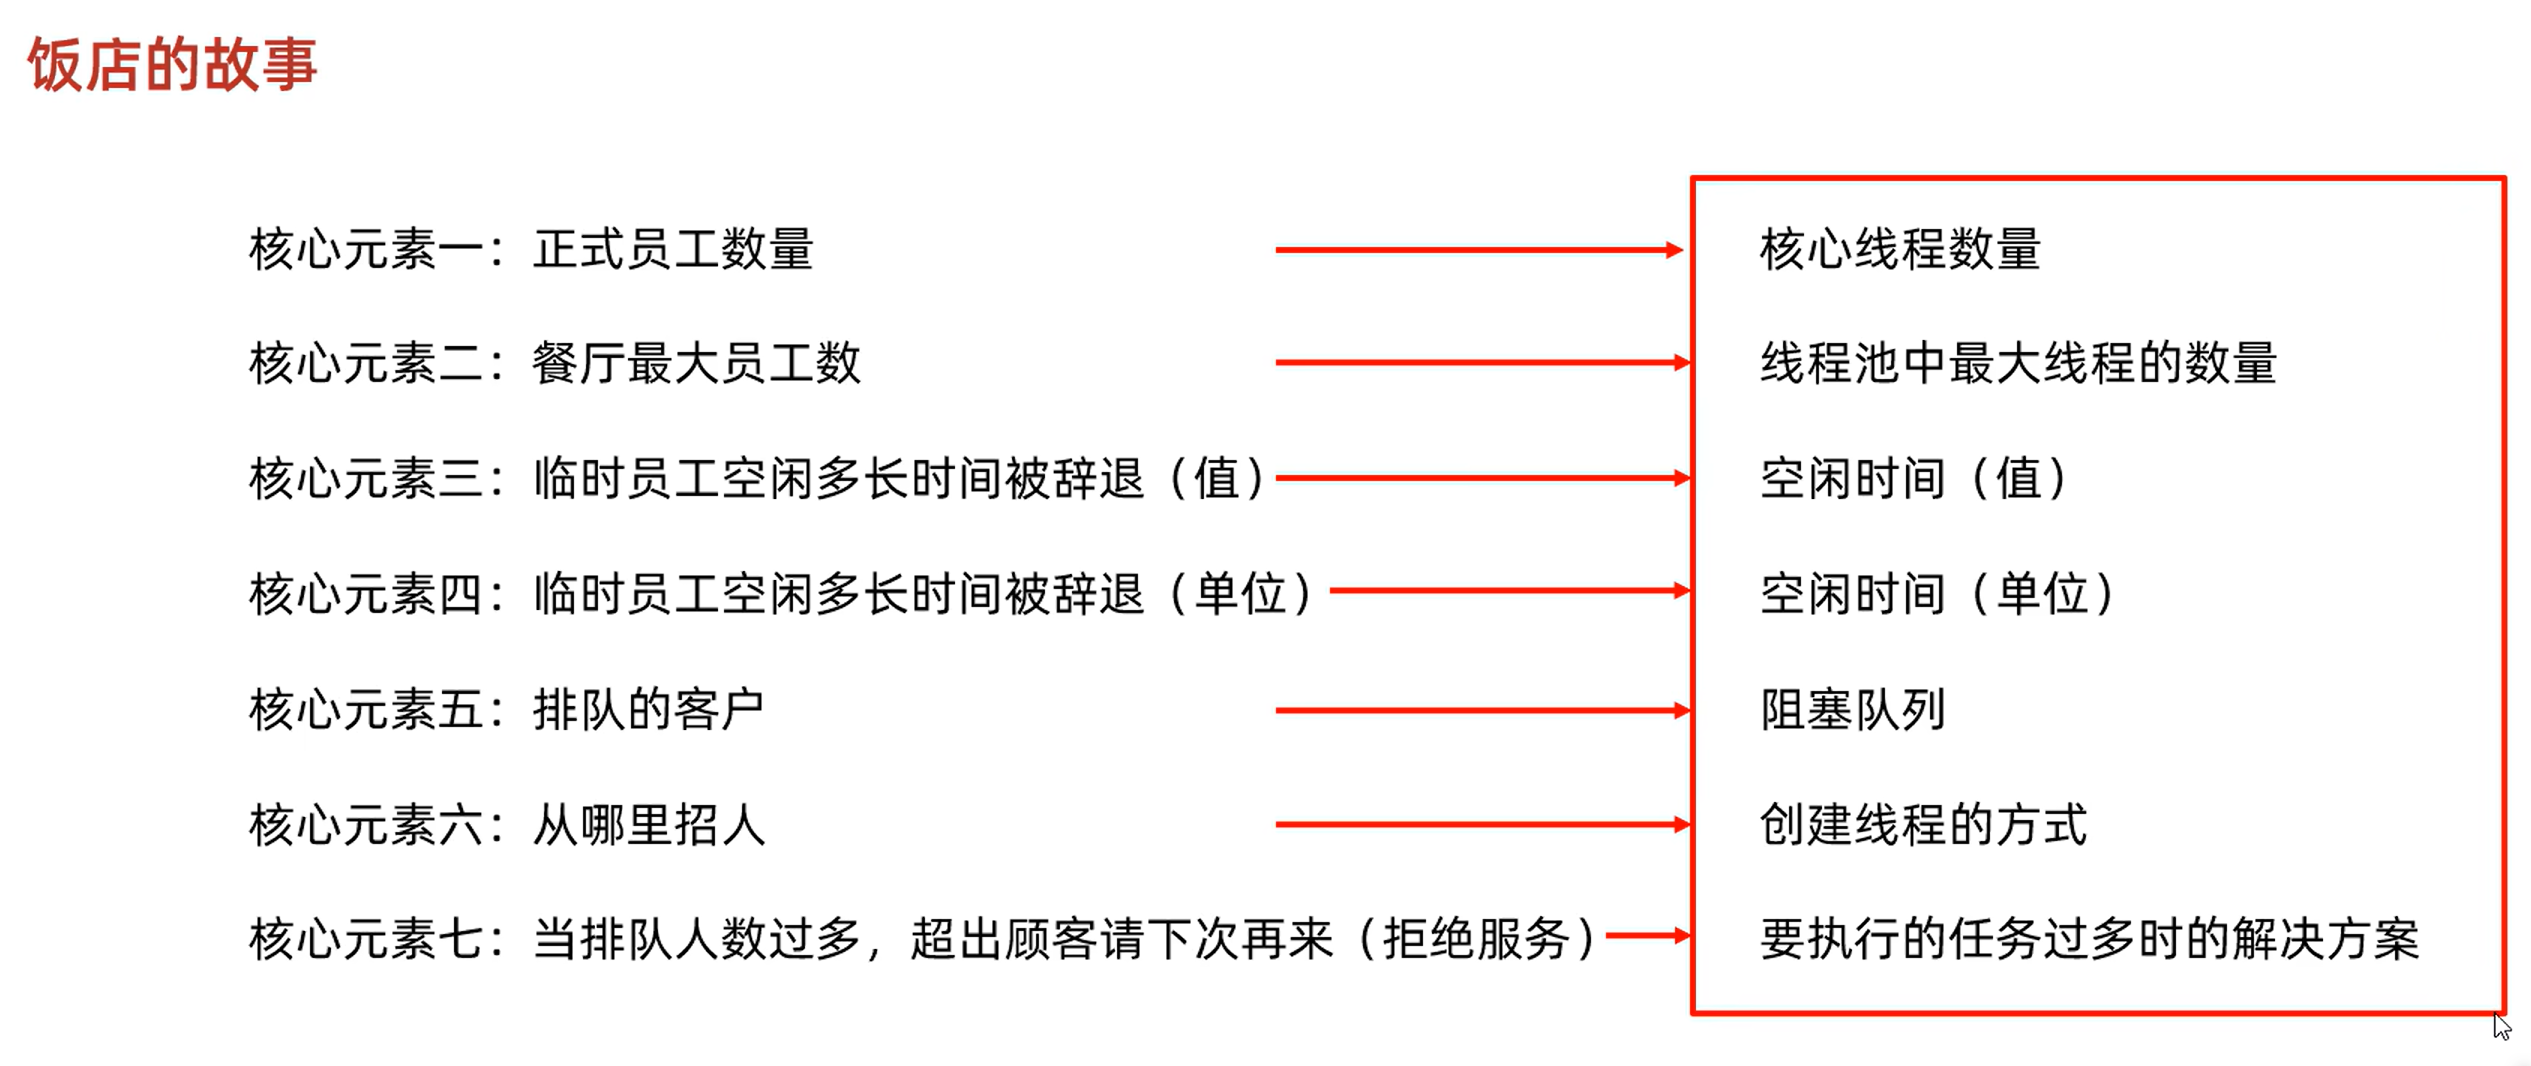 饭店的故事
核心元素一：正式员工数量 核心线程数量
核心元素二：餐厅最大员工数 线程池中最大线程的数量
核心元素三：临时员工空闲多长时间被辞退（值） 空闲时间（值）
核心元素四：临时员工空闲多长时间被辞退（单位） 空闲时间（单位）
核心元素五：排队的客户 阻塞队列
核心元素六：从哪里招人 创建线程的方式
核心元素七：当排队人数过多，超出顾客请下次再来（拒绝服务） 要执行的任务过多时的解决方案